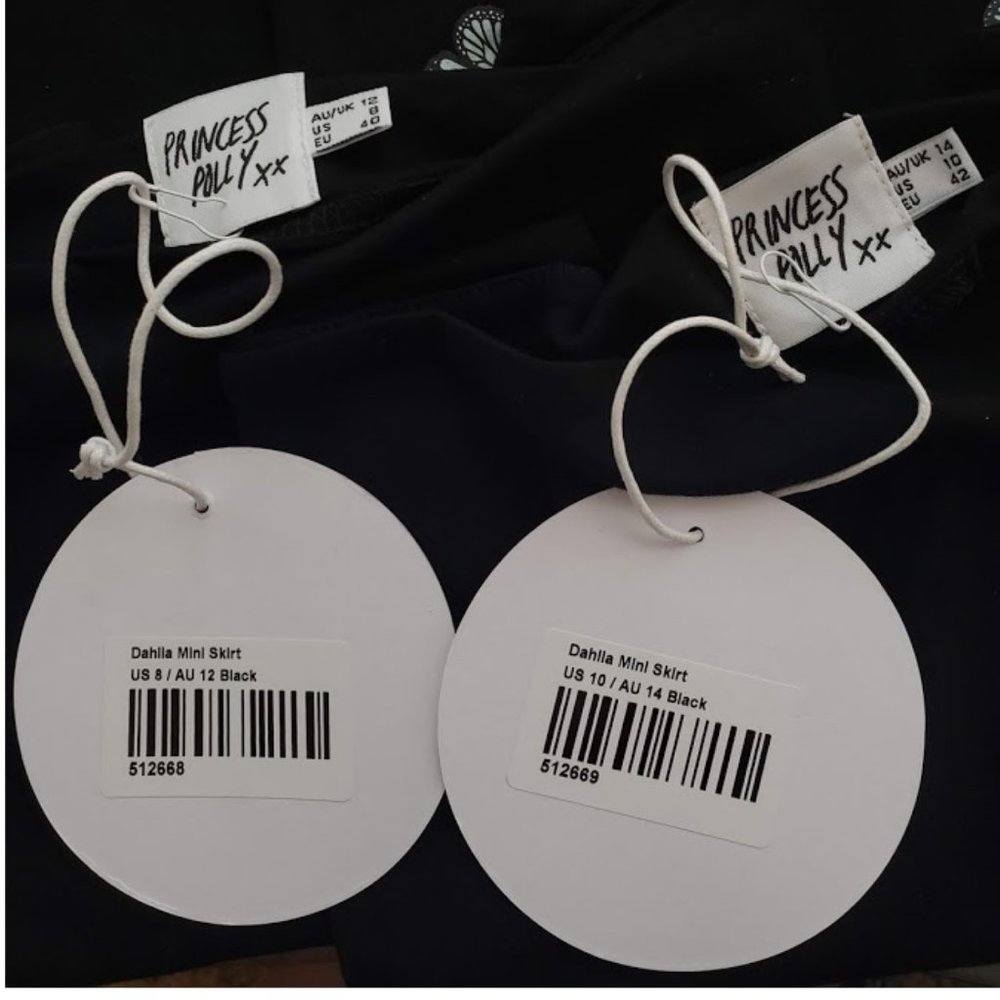 PRINCESS
POLLY xx
AU/UK 12
US 8
EU 40
PRINCESS
POLLY xx
AU/UK 14
US 10
EU 42
Dahlia Mini Skirt
US 8 / AU 12 Black
512668
Dahlia Mini Skirt
US 10 / AU 14 Black
512669